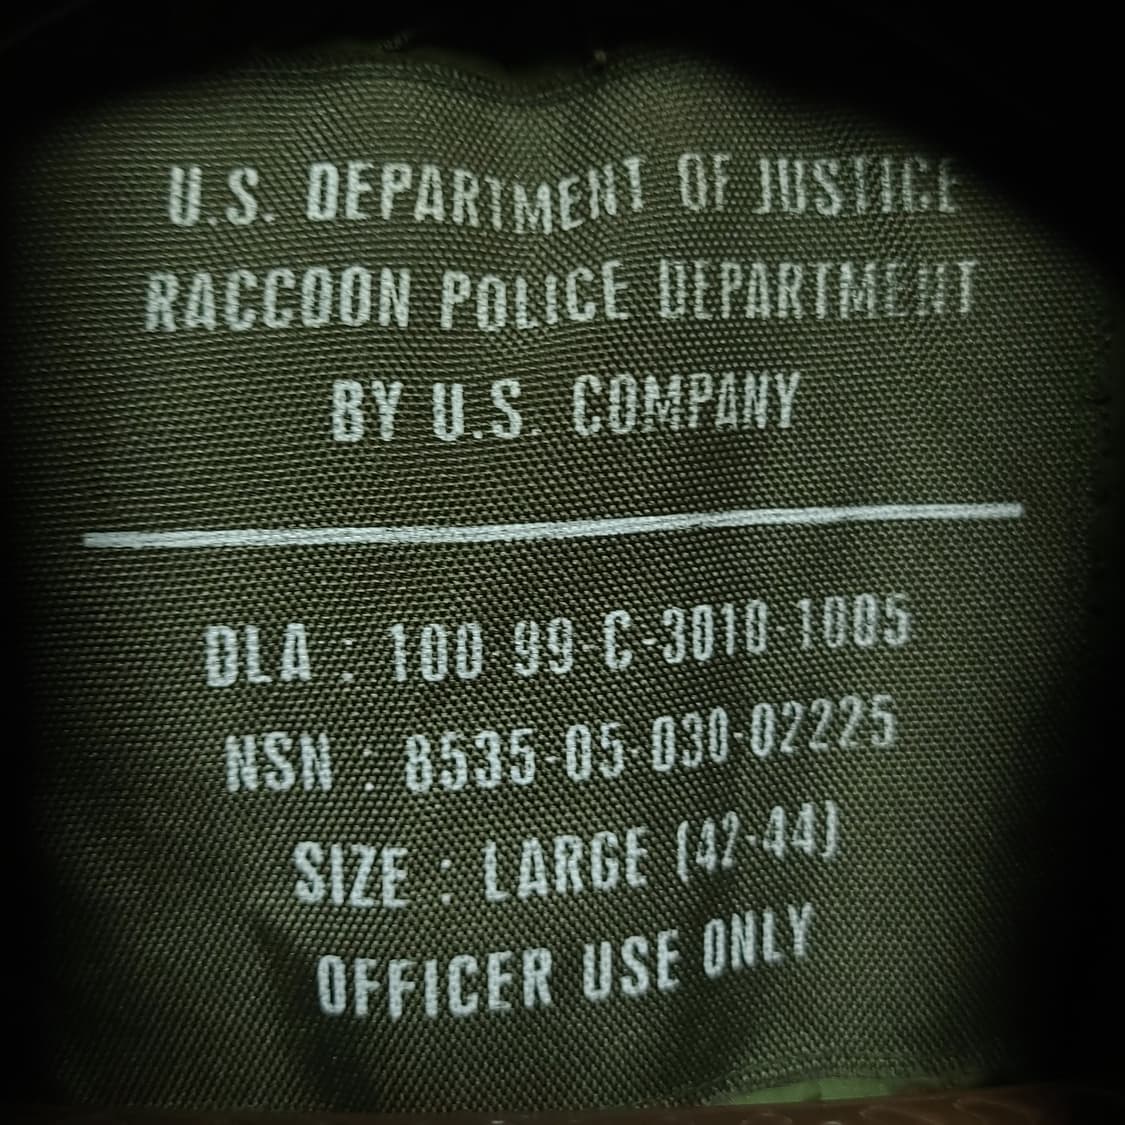 U.S. DEPARTMENT OF JUSTICE
RACCOON POLICE DEPARTMENT
BY U.S. COMPANY
DLA : 100-99-C-3010-1005
NSN : 8535-05-030-02225
SIZE : LARGE (42-44)
OFFICER USE ONLY